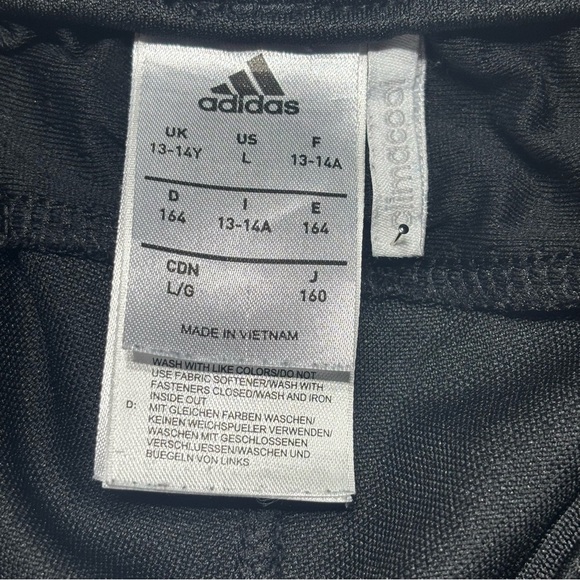 adidas
UK US F
13-14Y L 13-14A
D I E
164 13-14A 164
CDN J
L/G 160
MADE IN VIETNAM
WASH WITH LIKE COLORS/DO NOT
USE FABRIC SOFTENER/WASH WITH
FASTENERS CLOSED/WASH AND IRON
INSIDE OUT
D: MIT GLEICHEN FARBEN WASCHEN/
KEINEN WEICHSPUELER VERWENDEN/
WASCHEN MIT GESCHLOSSENEN
VERSCHLUESSEN/WASCHEN UND
BUEGELN VON LINKS
climacool